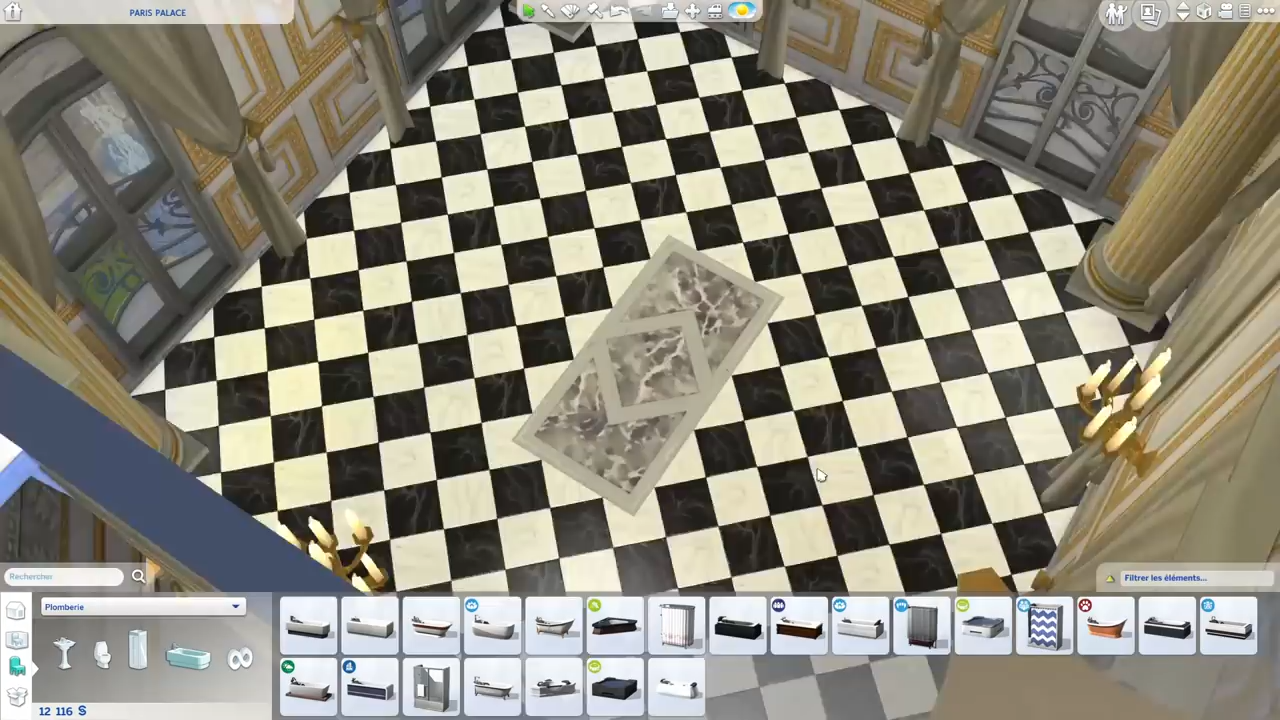 PARIS PALACE
Rechercher
Filtrer les éléments...
Plomberie
12 116 §